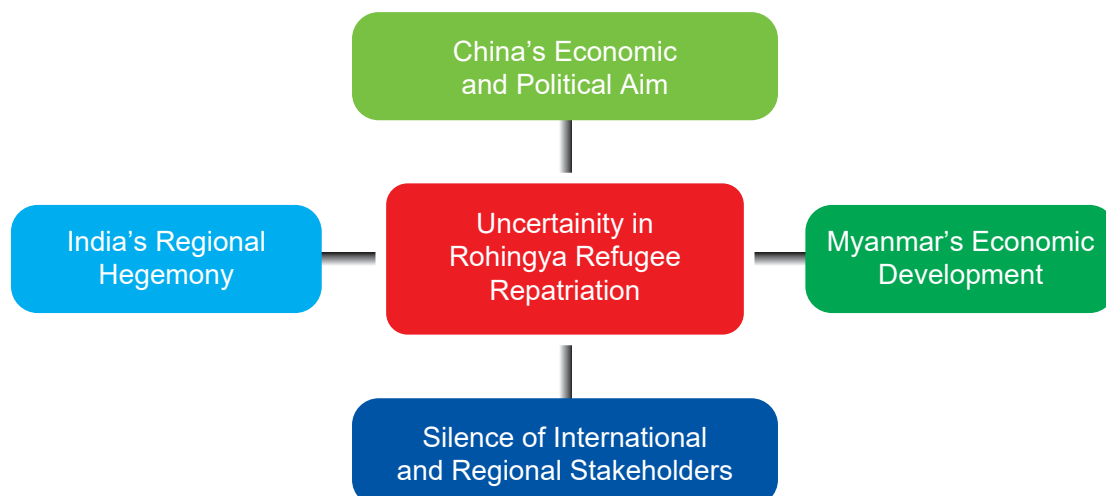 China’s Economic
and Political Aim
India’s Regional
Hegemony
Uncertainity in
Rohingya Refugee
Repatriation
Myanmar’s Economic
Development
Silence of International
and Regional Stakeholders